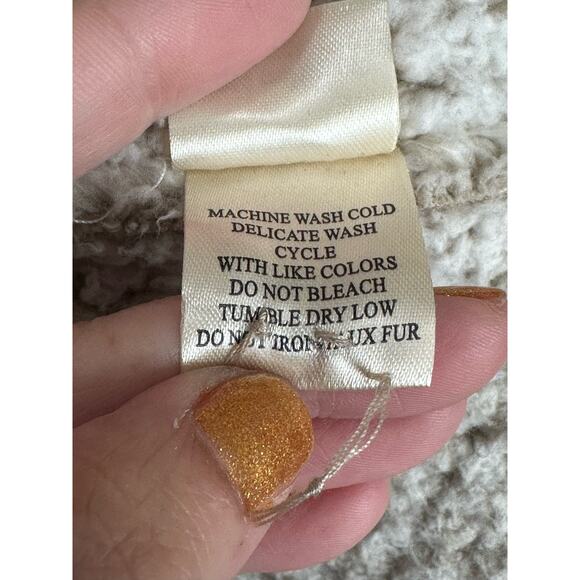 MACHINE WASH COLD
DELICATE WASH
CYCLE
WITH LIKE COLORS
DO NOT BLEACH
TUMBLE DRY LOW
DO NOT IRON FAUX FUR